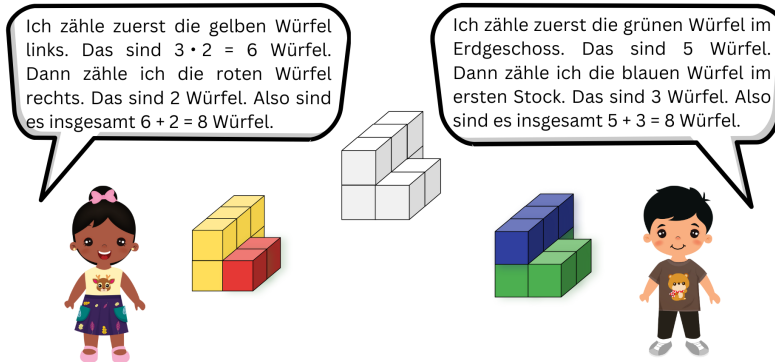 Ich zähle zuerst die gelben Würfel
links. Das sind 3 · 2 = 6 Würfel.
Dann zähle ich die roten Würfel
rechts. Das sind 2 Würfel. Also sind
es insgesamt 6 + 2 = 8 Würfel.
Ich zähle zuerst die grünen Würfel im
Erdgeschoss. Das sind 5 Würfel.
Dann zähle ich die blauen Würfel im
ersten Stock. Das sind 3 Würfel. Also
sind es insgesamt 5 + 3 = 8 Würfel.